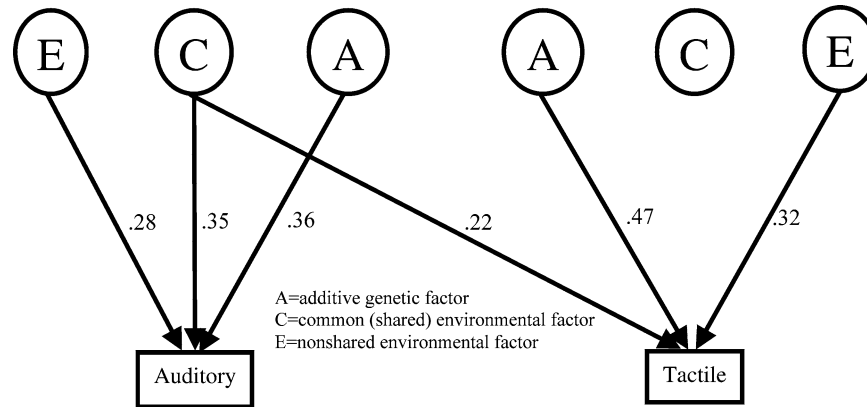 E C A A C E
.28 .35 .36 .22 .47 .32
A=additive genetic factor
C=common (shared) environmental factor
E=nonshared environmental factor
Auditory Tactile